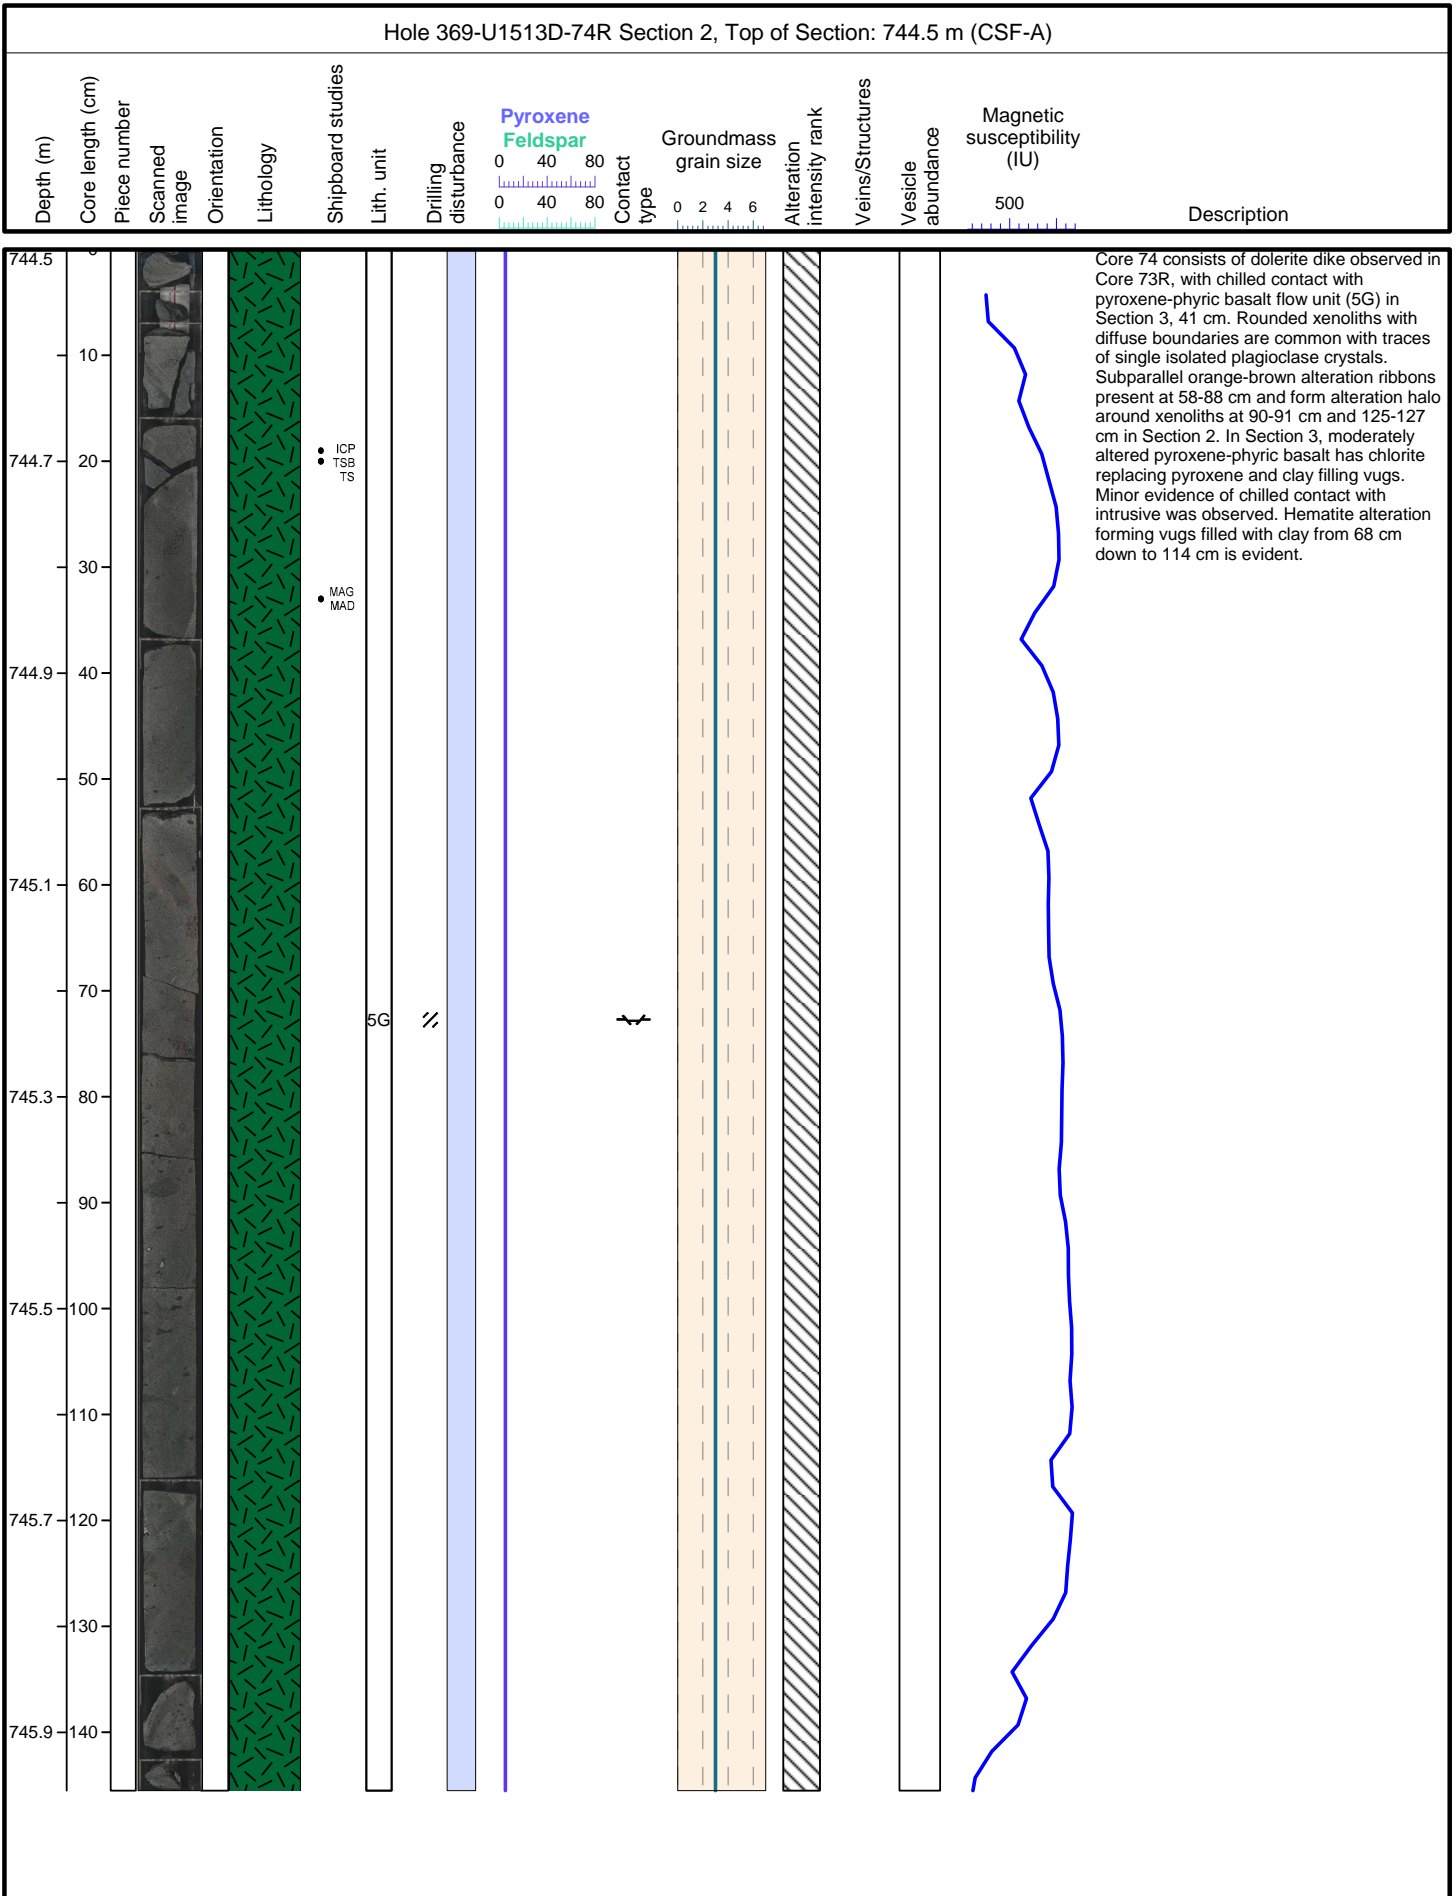 Hole 369-U1513D-74R Section 2, Top of Section: 744.5 m (CSF-A)
Depth (m)
Core length (cm)
Piece number
Scanned
image
Orientation
Lithology
Shipboard studies
Lith. unit
Drilling
disturbance
Pyroxene
Feldspar
0 40 80
0 40 80
Contact
type
Groundmass
grain size
0 2 4 6
Alteration
intensity rank
Veins/Structures
Vesicle
abundance
Magnetic
susceptibility
(IU)
500
Description
744.5
744.7
744.9
745.1
745.3
745.5
745.7
745.9
0
10
20
30
40
50
60
70
80
90
100
110
120
130
140
ICP
TSB
TS
MAG
MAD
5G
Core 74 consists of dolerite dike observed in
Core 73R, with chilled contact with
pyroxene-phyric basalt flow unit (5G) in
Section 3, 41 cm. Rounded xenoliths with
diffuse boundaries are common with traces
of single isolated plagioclase crystals.
Subparallel orange-brown alteration ribbons
present at 58-88 cm and form alteration halo
around xenoliths at 90-91 cm and 125-127
cm in Section 2. In Section 3, moderately
altered pyroxene-phyric basalt has chlorite
replacing pyroxene and clay filling vugs.
Minor evidence of chilled contact with
intrusive was observed. Hematite alteration
forming vugs filled with clay from 68 cm
down to 114 cm is evident.